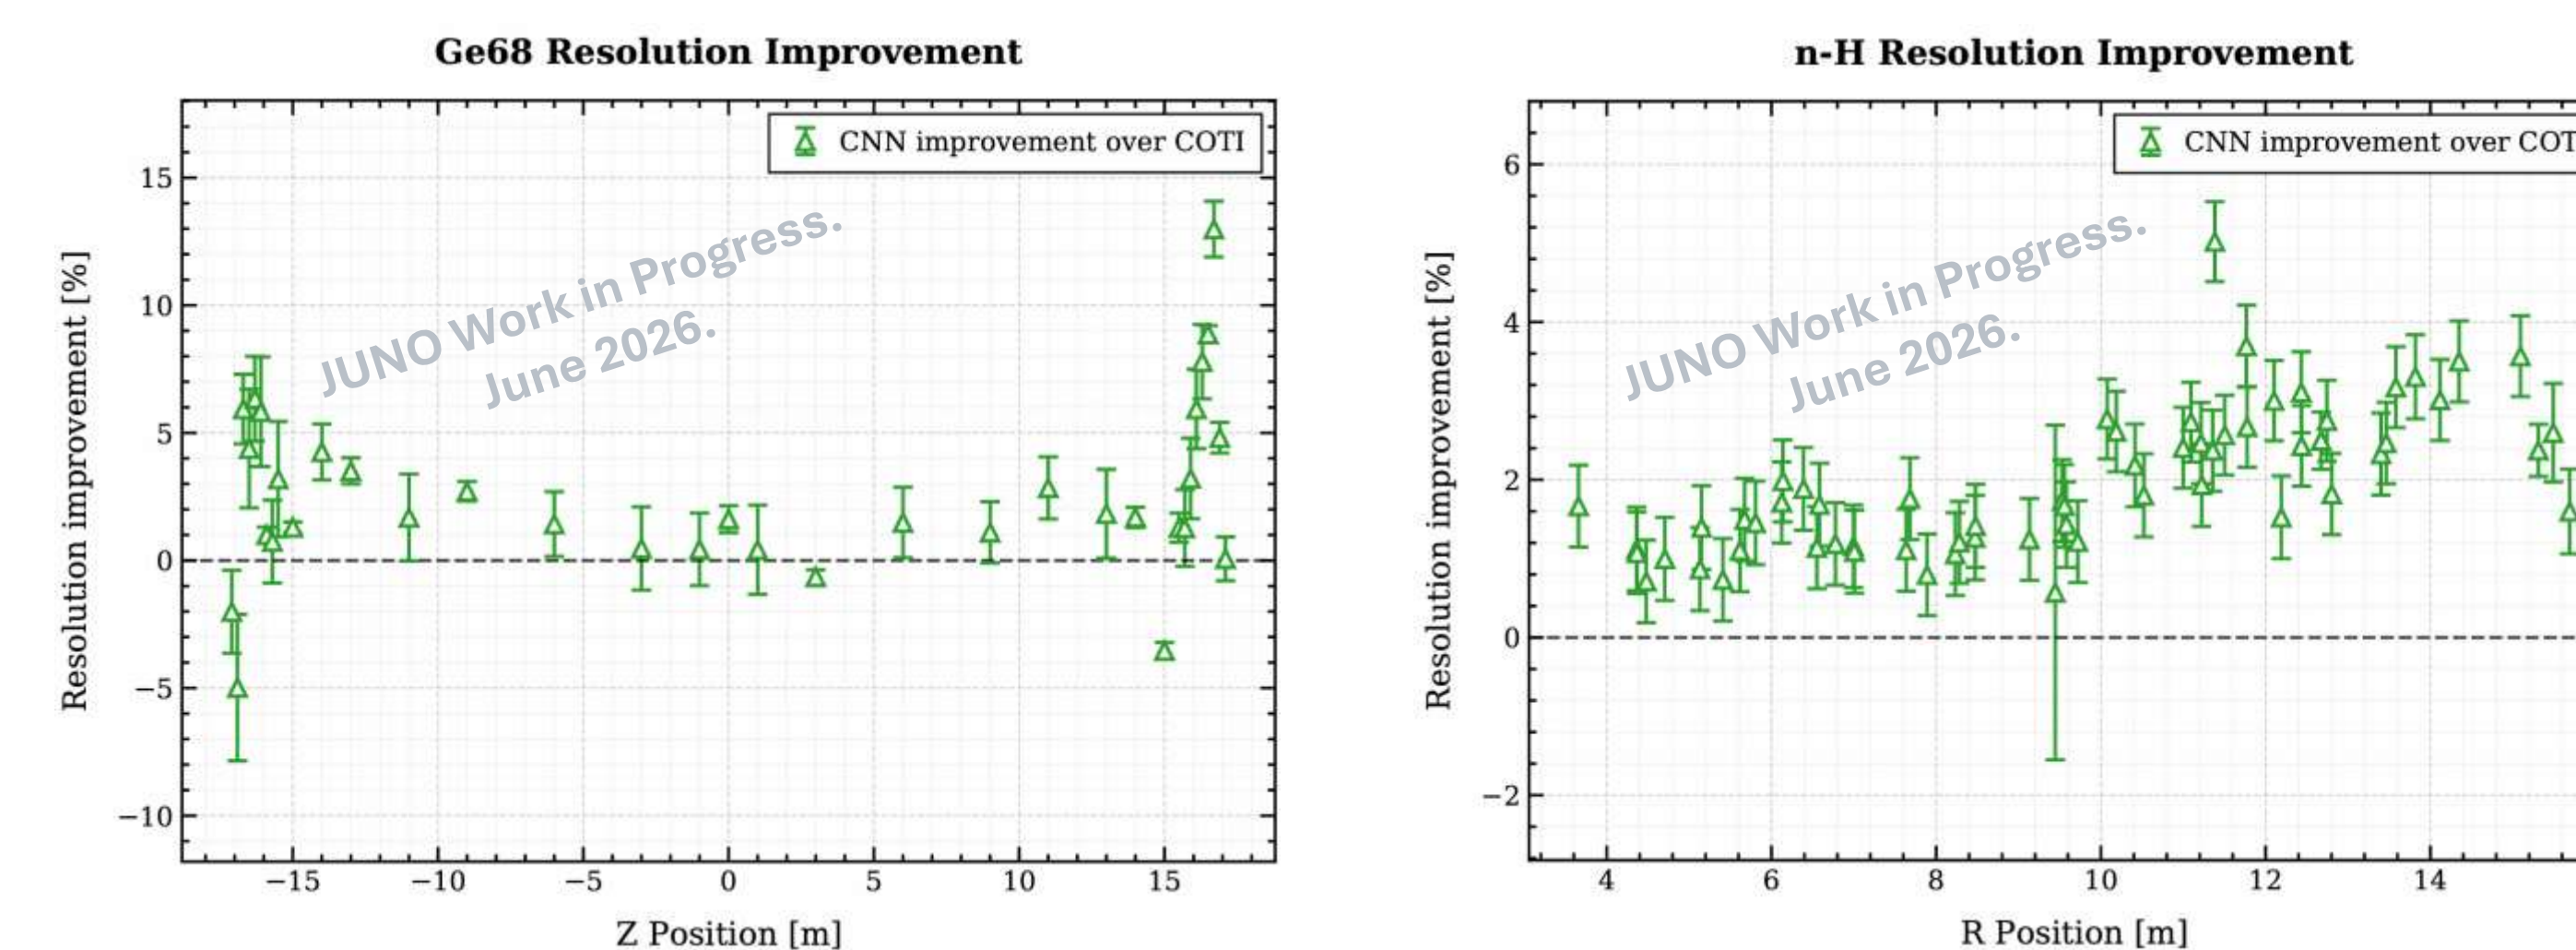 Ge68 Resolution Improvement
CNN improvement over COTI
15
10
5
0
−5
−10
Resolution improvement [%]
JUNO Work in Progress.
June 2026.
−15
−10
−5
0
5
10
15
Z Position [m]
n-H Resolution Improvement
CNN improvement over COT
6
4
2
0
−2
Resolution improvement [%]
JUNO Work in Progress.
June 2026.
4
6
8
10
12
14
R Position [m]